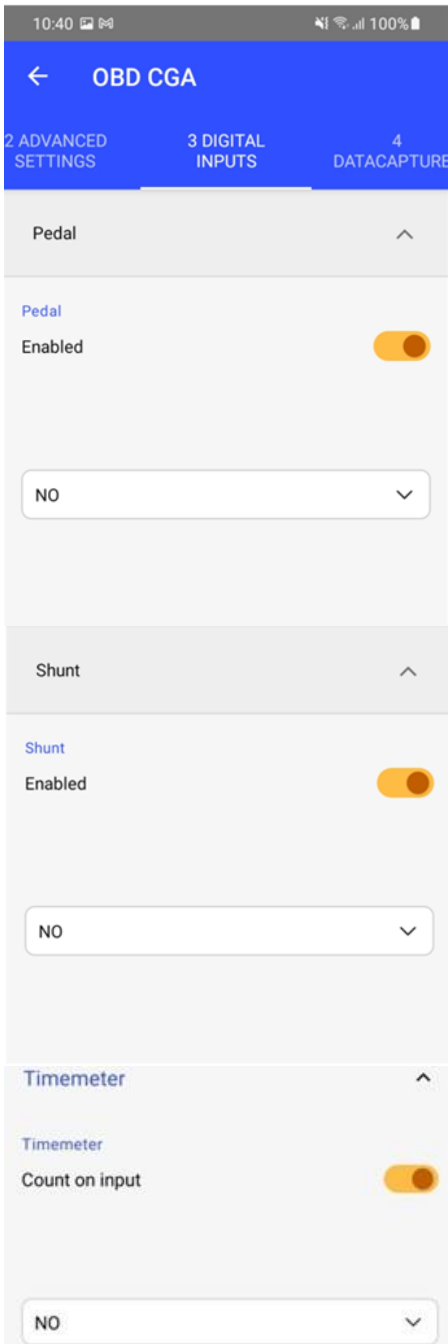 10:40 100%
OBD CGA
2 ADVANCED SETTINGS
3 DIGITAL INPUTS
4 DATACAPTURE
Pedal
Pedal
Enabled
NO
Shunt
Shunt
Enabled
NO
Timemeter
Timemeter
Count on input
NO